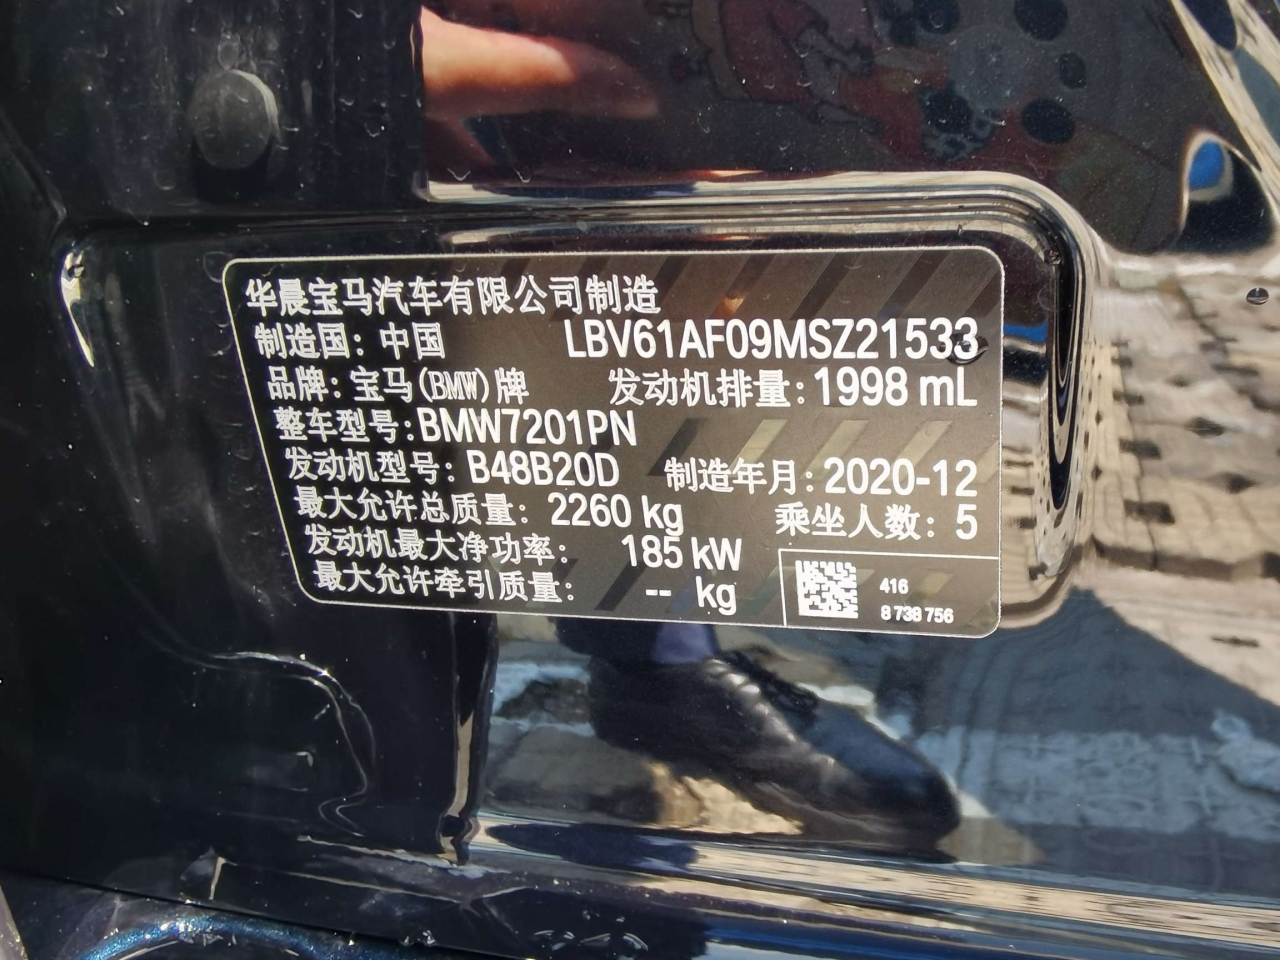 华晨宝马汽车有限公司制造
制造国：中国 LBV61AF09MSZ21533
品牌：宝马(BMW)牌 发动机排量：1998 mL
整车型号：BMW7201PN
发动机型号：B48B20D 制造年月：2020-12
最大允许总质量：2260 kg 乘坐人数：5
发动机最大净功率：185 kW
最大允许牵引质量：-- kg
416
8 738 756